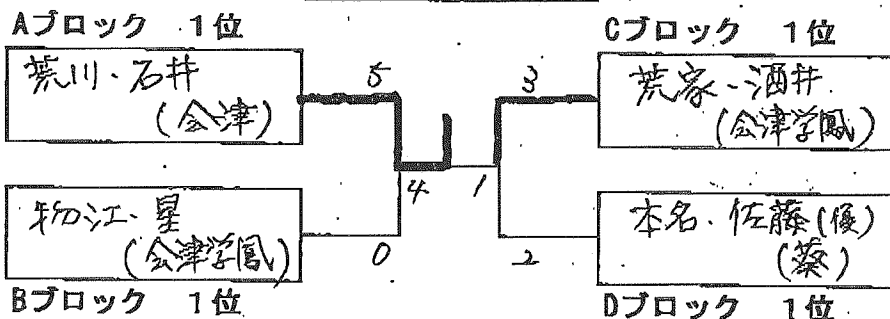 Aブロック 1位
荒川・石井
(会津)
Bブロック 1位
物江・星
(会津学鳳)
Cブロック 1位
荒家・酒井
(会津学鳳)
Dブロック 1位
本名・佐藤(優)
(葵)
5
0
4
1
3
2